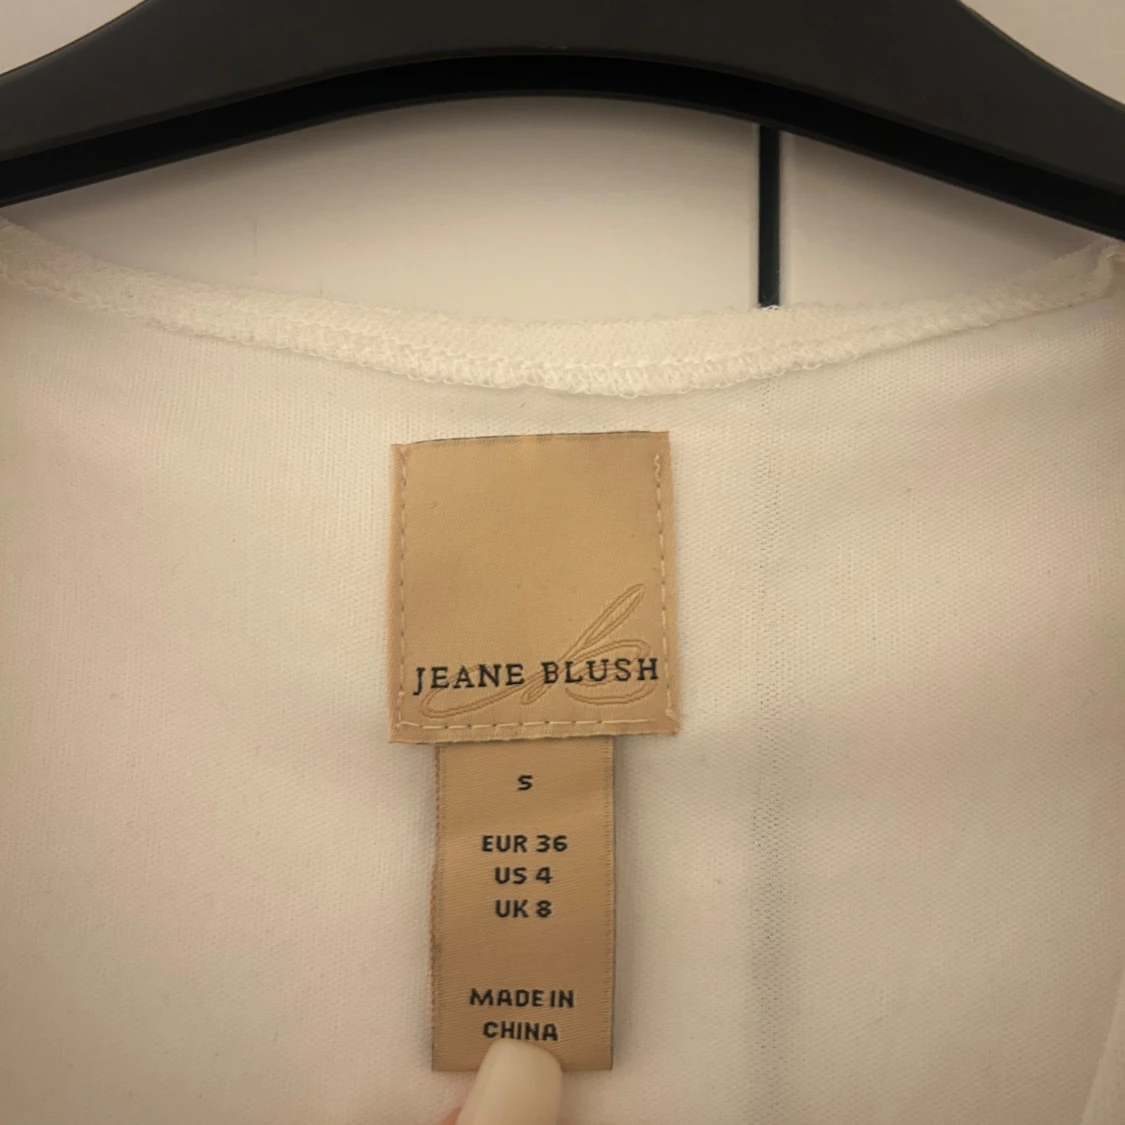 JEANE BLUSH
S
EUR 36
US 4
UK 8
MADE IN
CHINA